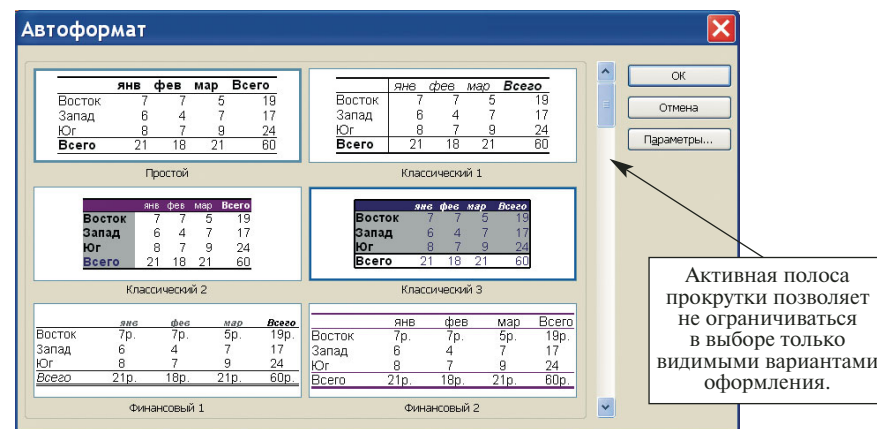 Автоформат
янв фев мар Всего
Восток 7 7 5 19
Запад 6 4 7 17
Юг 8 7 9 24
Всего 21 18 21 60
Простой
янв фев мар Всего
Восток 7 7 5 19
Запад 6 4 7 17
Юг 8 7 9 24
Всего 21 18 21 60
Классический 1
ОК
Отмена
Параметры...
янв фев мар Всего
Восток 7 7 5 19
Запад 6 4 7 17
Юг 8 7 9 24
Всего 21 18 21 60
Классический 2
янв фев мар Всего
Восток 7 7 5 19
Запад 6 4 7 17
Юг 8 7 9 24
Всего 21 18 21 60
Классический 3
янв фев мар Всего
Восток 7р. 7р. 5р. 19р.
Запад 6 4 7 17
Юг 8 7 9 24
Всего 21р. 18р. 21р. 60р.
Финансовый 1
янв фев мар Всего
Восток 7р. 7р. 5р. 19р.
Запад 6 4 7 17
Юг 8 7 9 24
Всего 21р. 18р. 21р. 60р.
Финансовый 2
Активная полоса
прокрутки позволяет
не ограничиваться
в выборе только
видимыми вариантами
оформления.